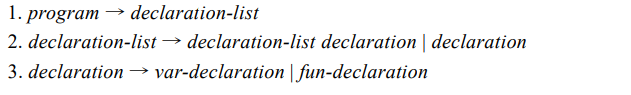 1. program → declaration-list
2. declaration-list → declaration-list declaration | declaration
3. declaration → var-declaration | fun-declaration